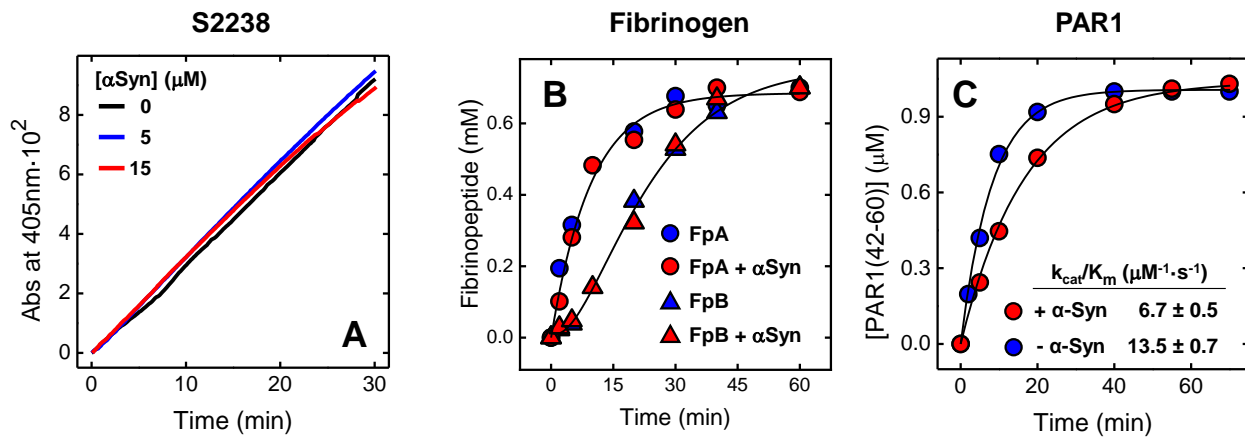 S2238
Fibrinogen
PAR1
[αSyn] (μM)
0
5
15
A
Abs at 405nm·10²
8
6
4
2
0
0
10
20
30
Time (min)
B
Fibrinopeptide (mM)
0.6
0.4
0.2
0.0
FpA
FpA + αSyn
FpB
FpB + αSyn
0
15
30
45
60
Time (min)
C
[PAR1(42-60)] (μM)
0.9
0.6
0.3
0.0
kcat/Km (μM⁻¹·s⁻¹)
+ α-Syn 6.7 ± 0.5
- α-Syn 13.5 ± 0.7
0
20
40
60
Time (min)